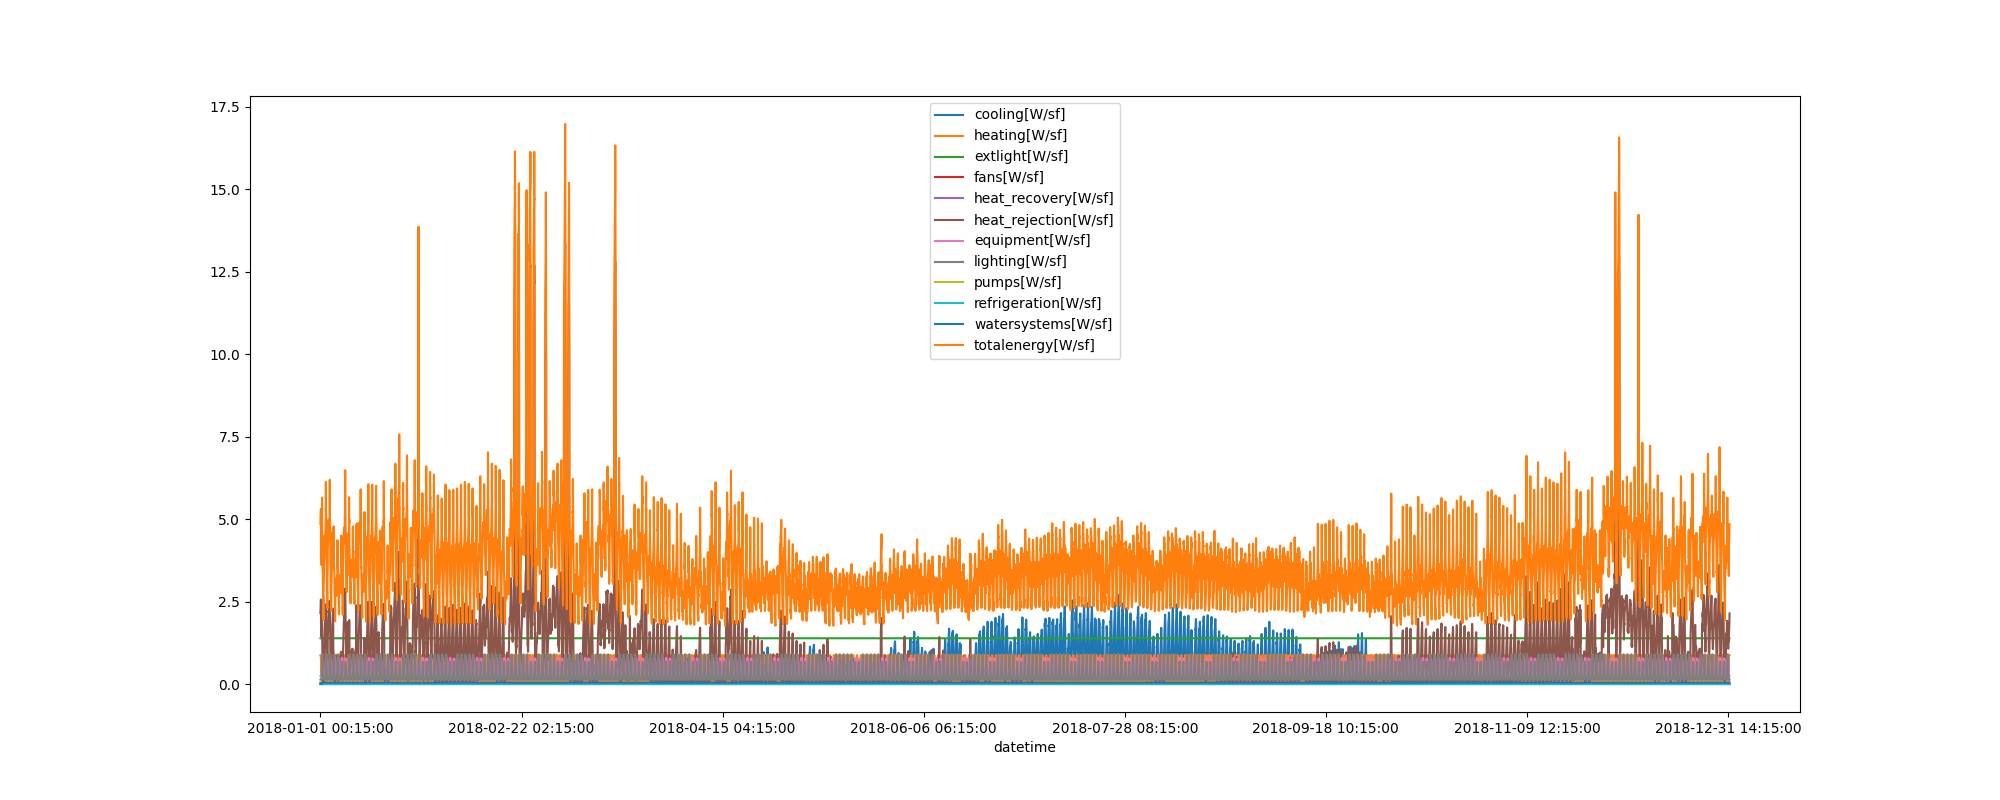 17.5
15.0
12.5
10.0
7.5
5.0
2.5
0.0
cooling[W/sf]
heating[W/sf]
extlight[W/sf]
fans[W/sf]
heat_recovery[W/sf]
heat_rejection[W/sf]
equipment[W/sf]
lighting[W/sf]
pumps[W/sf]
refrigeration[W/sf]
watersystems[W/sf]
totalenergy[W/sf]
2018-01-01 00:15:00 2018-02-22 02:15:00 2018-04-15 04:15:00 2018-06-06 06:15:00 2018-07-28 08:15:00 2018-09-18 10:15:00 2018-11-09 12:15:00 2018-12-31 14:15:00
datetime